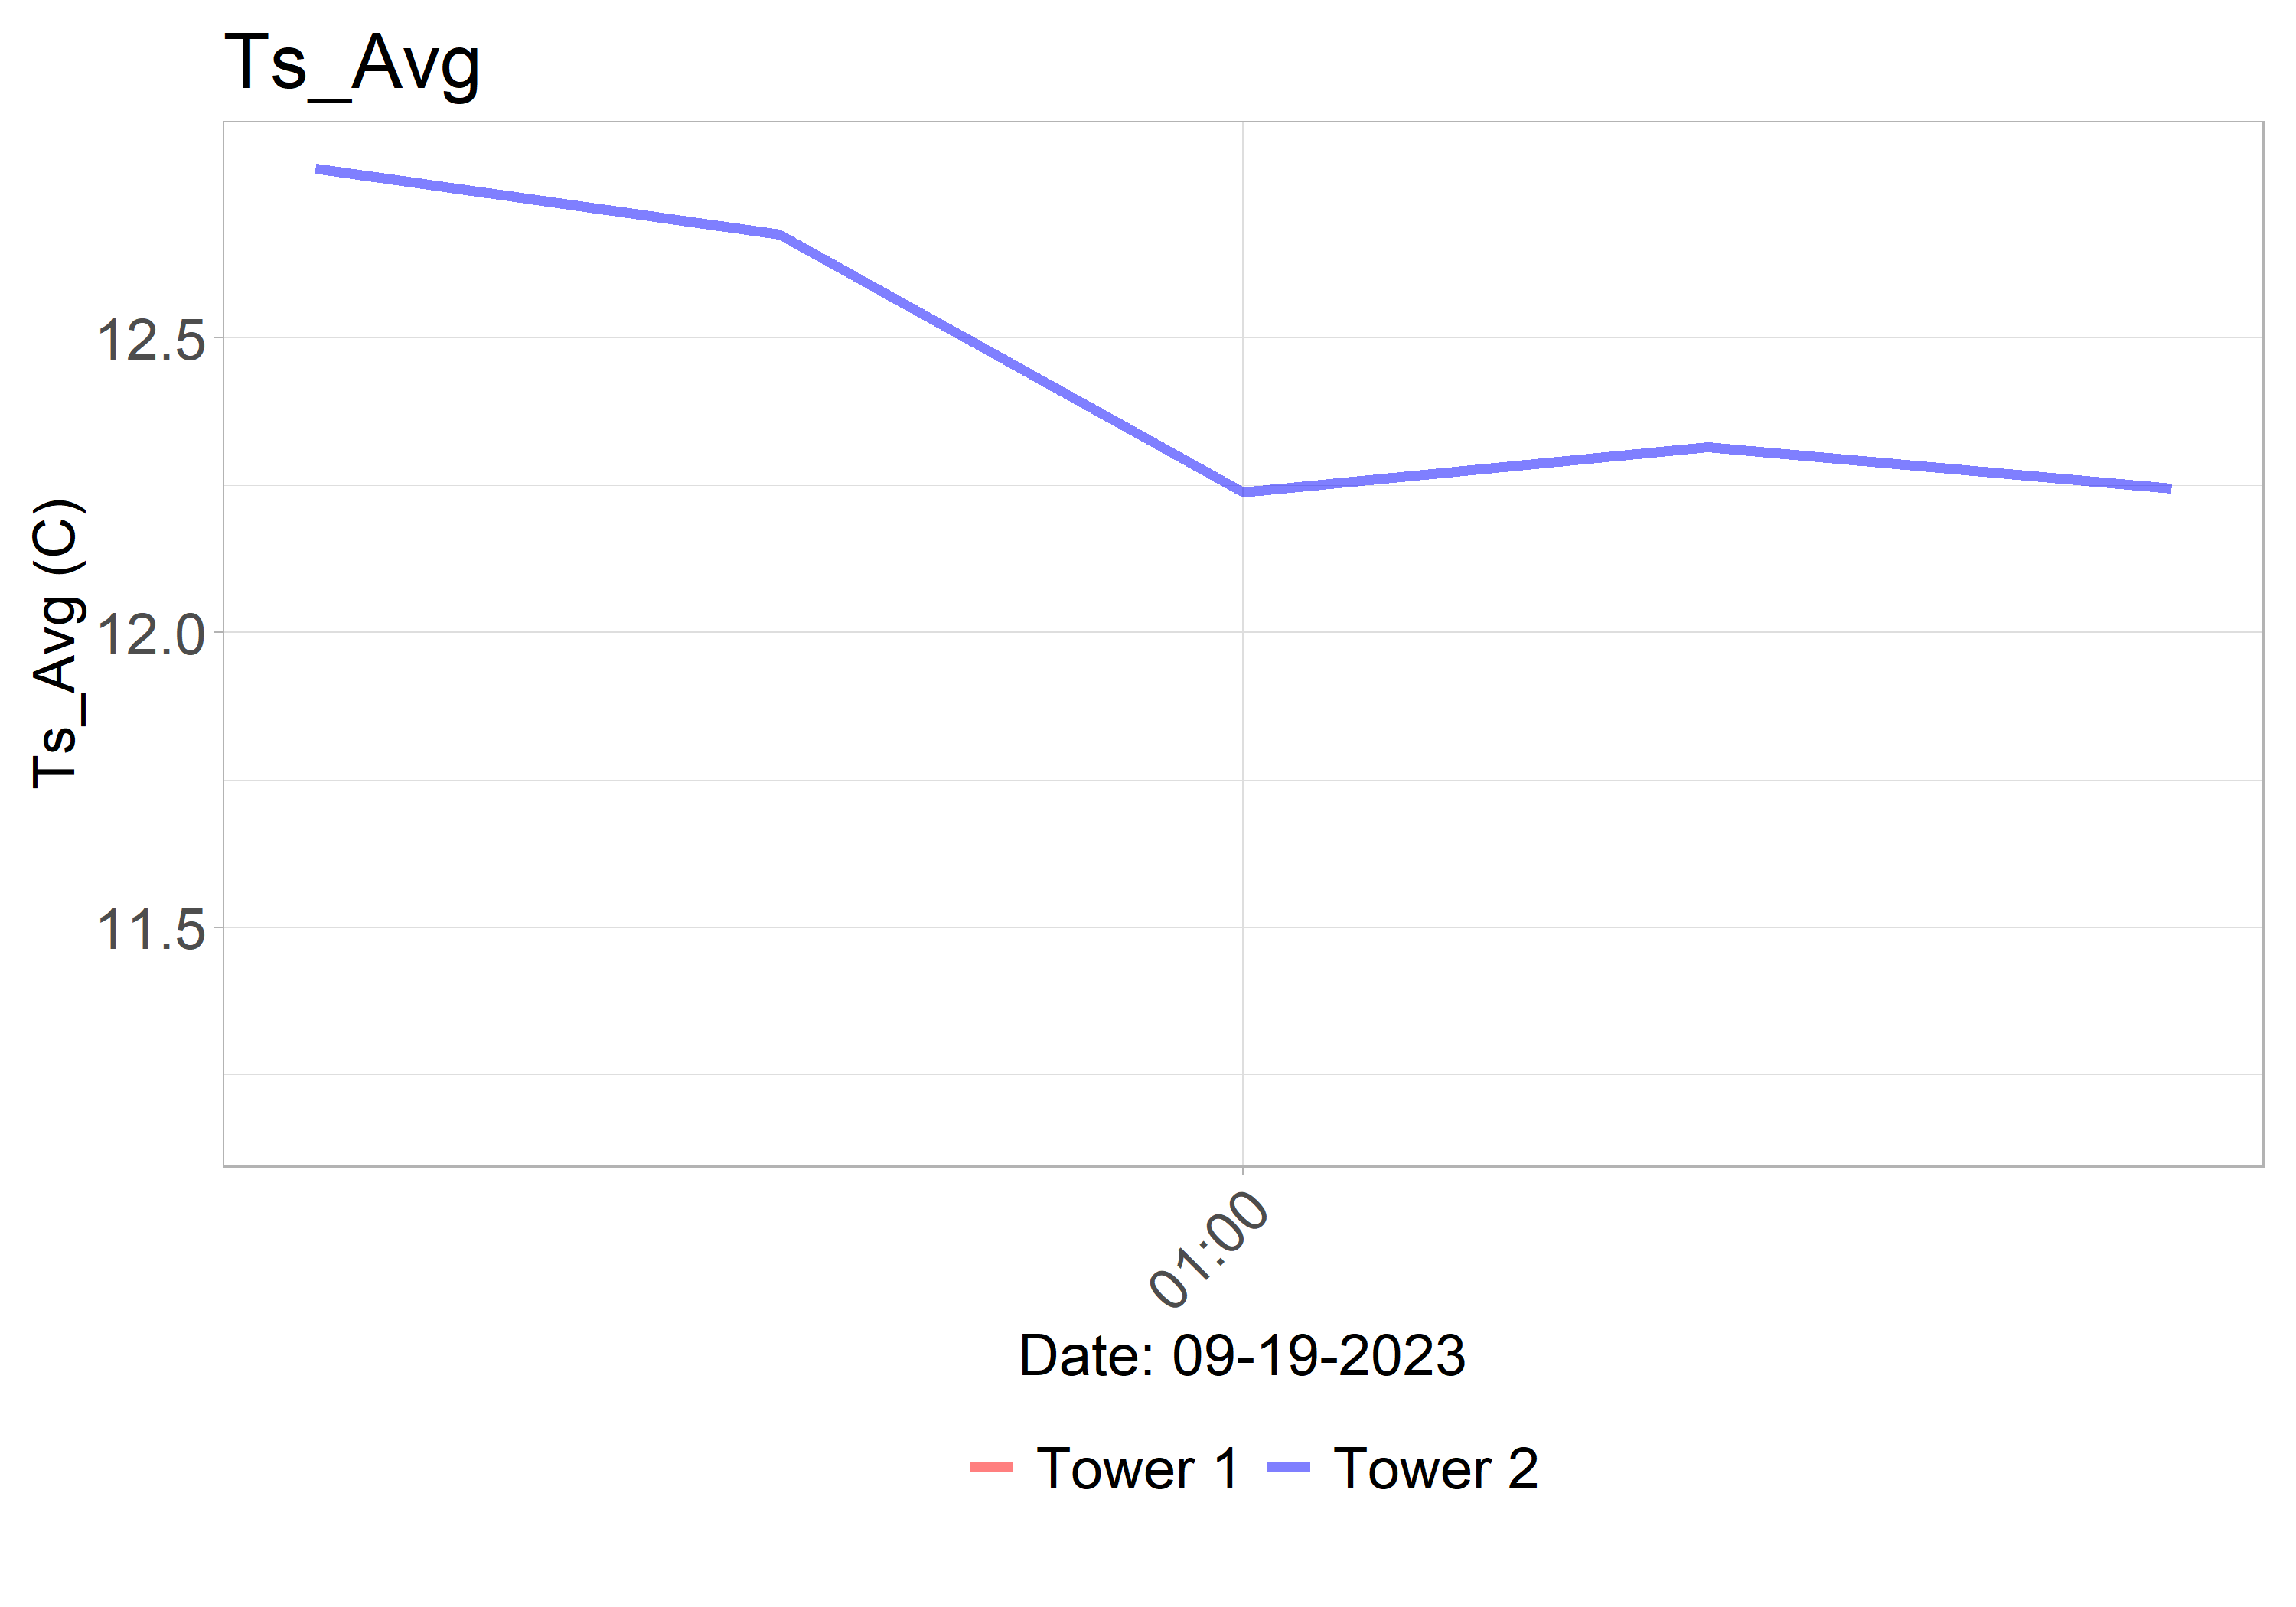 Ts_Avg
Ts_Avg (C)
12.5
12.0
11.5
01:00
Date: 09-19-2023
Tower 1 Tower 2